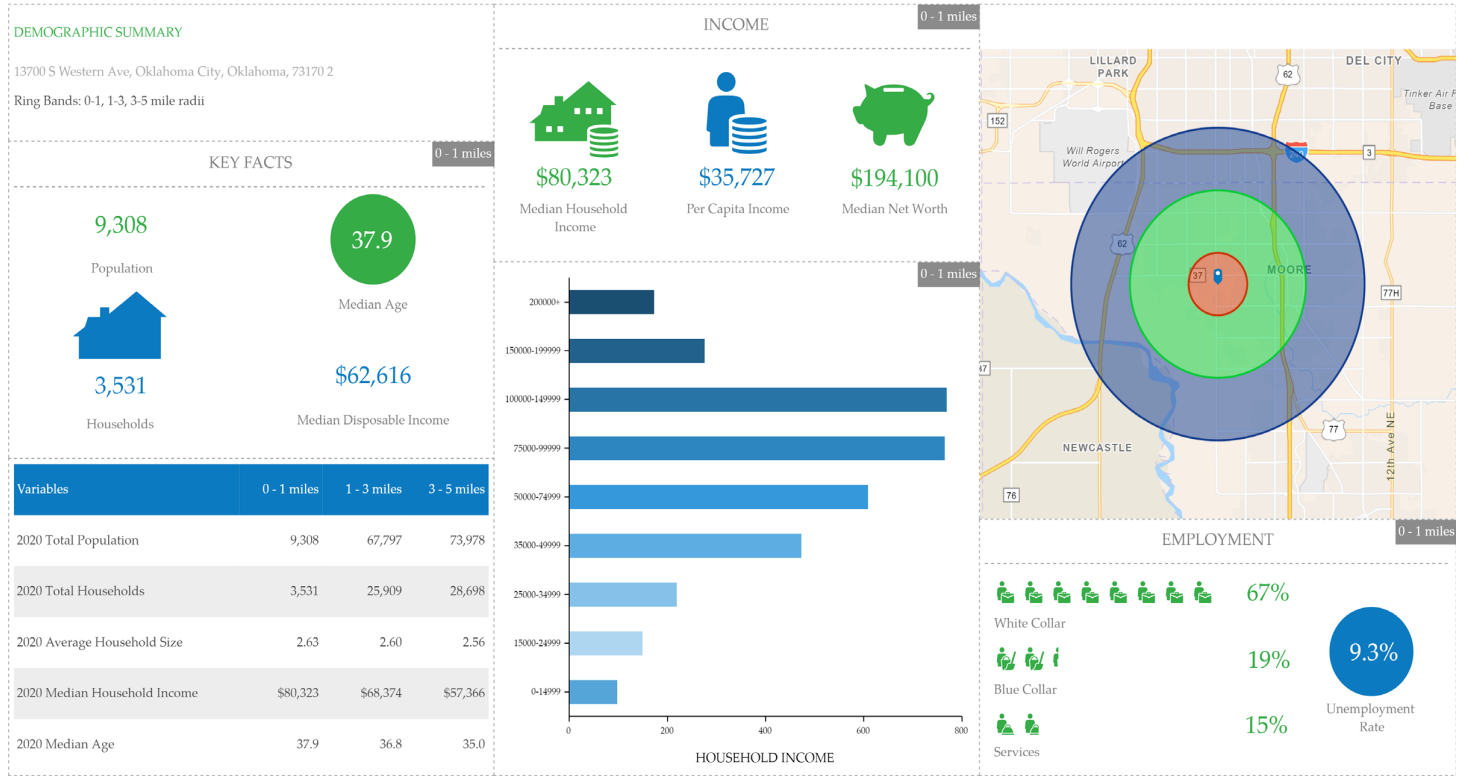 DEMOGRAPHIC SUMMARY
13700 S Western Ave, Oklahoma City, Oklahoma, 73170 2
Ring Bands: 0-1, 1-3, 3-5 mile radii
KEY FACTS
0 - 1 miles
9,308
Population
37.9
Median Age
3,531
Households
$62,616
Median Disposable Income
Variables 0 - 1 miles 1 - 3 miles 3 - 5 miles
2020 Total Population 9,308 67,797 73,978
2020 Total Households 3,531 25,909 28,698
2020 Average Household Size 2.63 2.60 2.56
2020 Median Household Income $80,323 $68,374 $57,366
2020 Median Age 37.9 36.8 35.0
INCOME
0 - 1 miles
$80,323
Median Household
Income
$35,727
Per Capita Income
$194,100
Median Net Worth
0 - 1 miles
200000+
150000-199999
100000-149999
75000-99999
50000-74999
35000-49999
25000-34999
15000-24999
0-14999
0 200 400 600 800
HOUSEHOLD INCOME
LILLARD
PARK
DEL CITY
62
Tinker Air
Base
152
Will Rogers
World Airport
3
62
37
MOORE
77H
77
NEWCASTLE
12th Ave NE
76
EMPLOYMENT
0 - 1 miles
67%
White Collar
19%
Blue Collar
15%
Services
9.3%
Unemployment
Rate